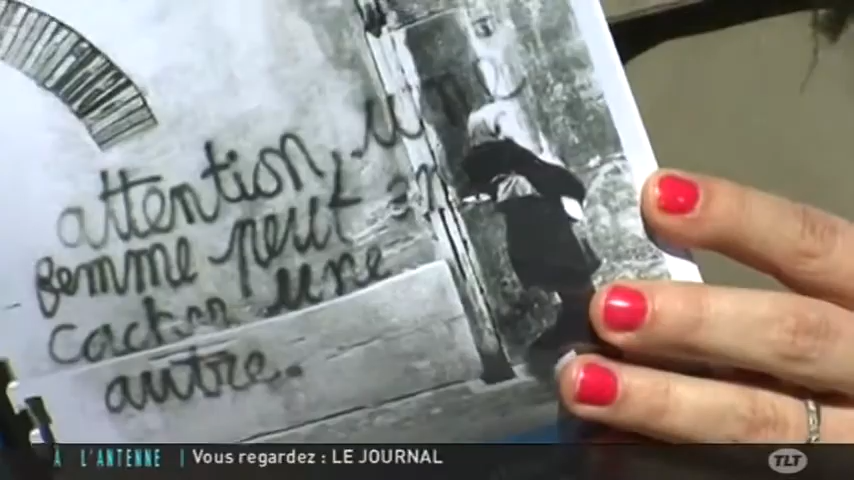 attention, une
femme peut en
cacher une
autre.
À L'ANTENNE | Vous regardez : LE JOURNAL
TLT